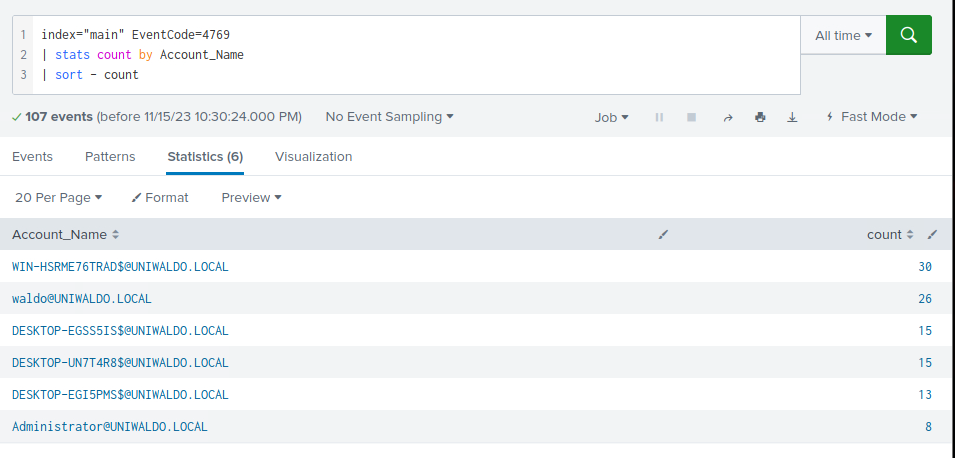 1 index="main" EventCode=4769
2 | stats count by Account_Name
3 | sort - count
All time
107 events (before 11/15/23 10:30:24.000 PM) No Event Sampling Job Fast Mode
Events Patterns Statistics (6) Visualization
20 Per Page Format Preview
Account_Name count
WIN-HSRME76TRAD$@UNIWALDO.LOCAL 30
waldo@UNIWALDO.LOCAL 26
DESKTOP-EGSS5IS$@UNIWALDO.LOCAL 15
DESKTOP-UN7T4R8$@UNIWALDO.LOCAL 15
DESKTOP-EGI5PMS$@UNIWALDO.LOCAL 13
Administrator@UNIWALDO.LOCAL 8